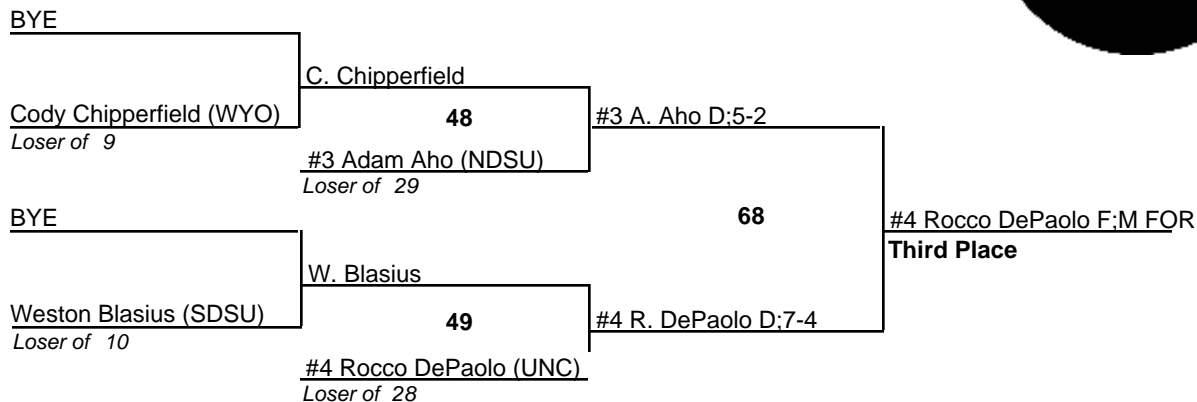 BYE
C. Chipperfield
Cody Chipperfield (WYO)
Loser of 9
48
#3 A. Aho D;5-2
#3 Adam Aho (NDSU)
Loser of 29
BYE
68
#4 Rocco DePaolo F;M FOR
Third Place
W. Blasius
Weston Blasius (SDSU)
Loser of 10
49
#4 R. DePaolo D;7-4
#4 Rocco DePaolo (UNC)
Loser of 28